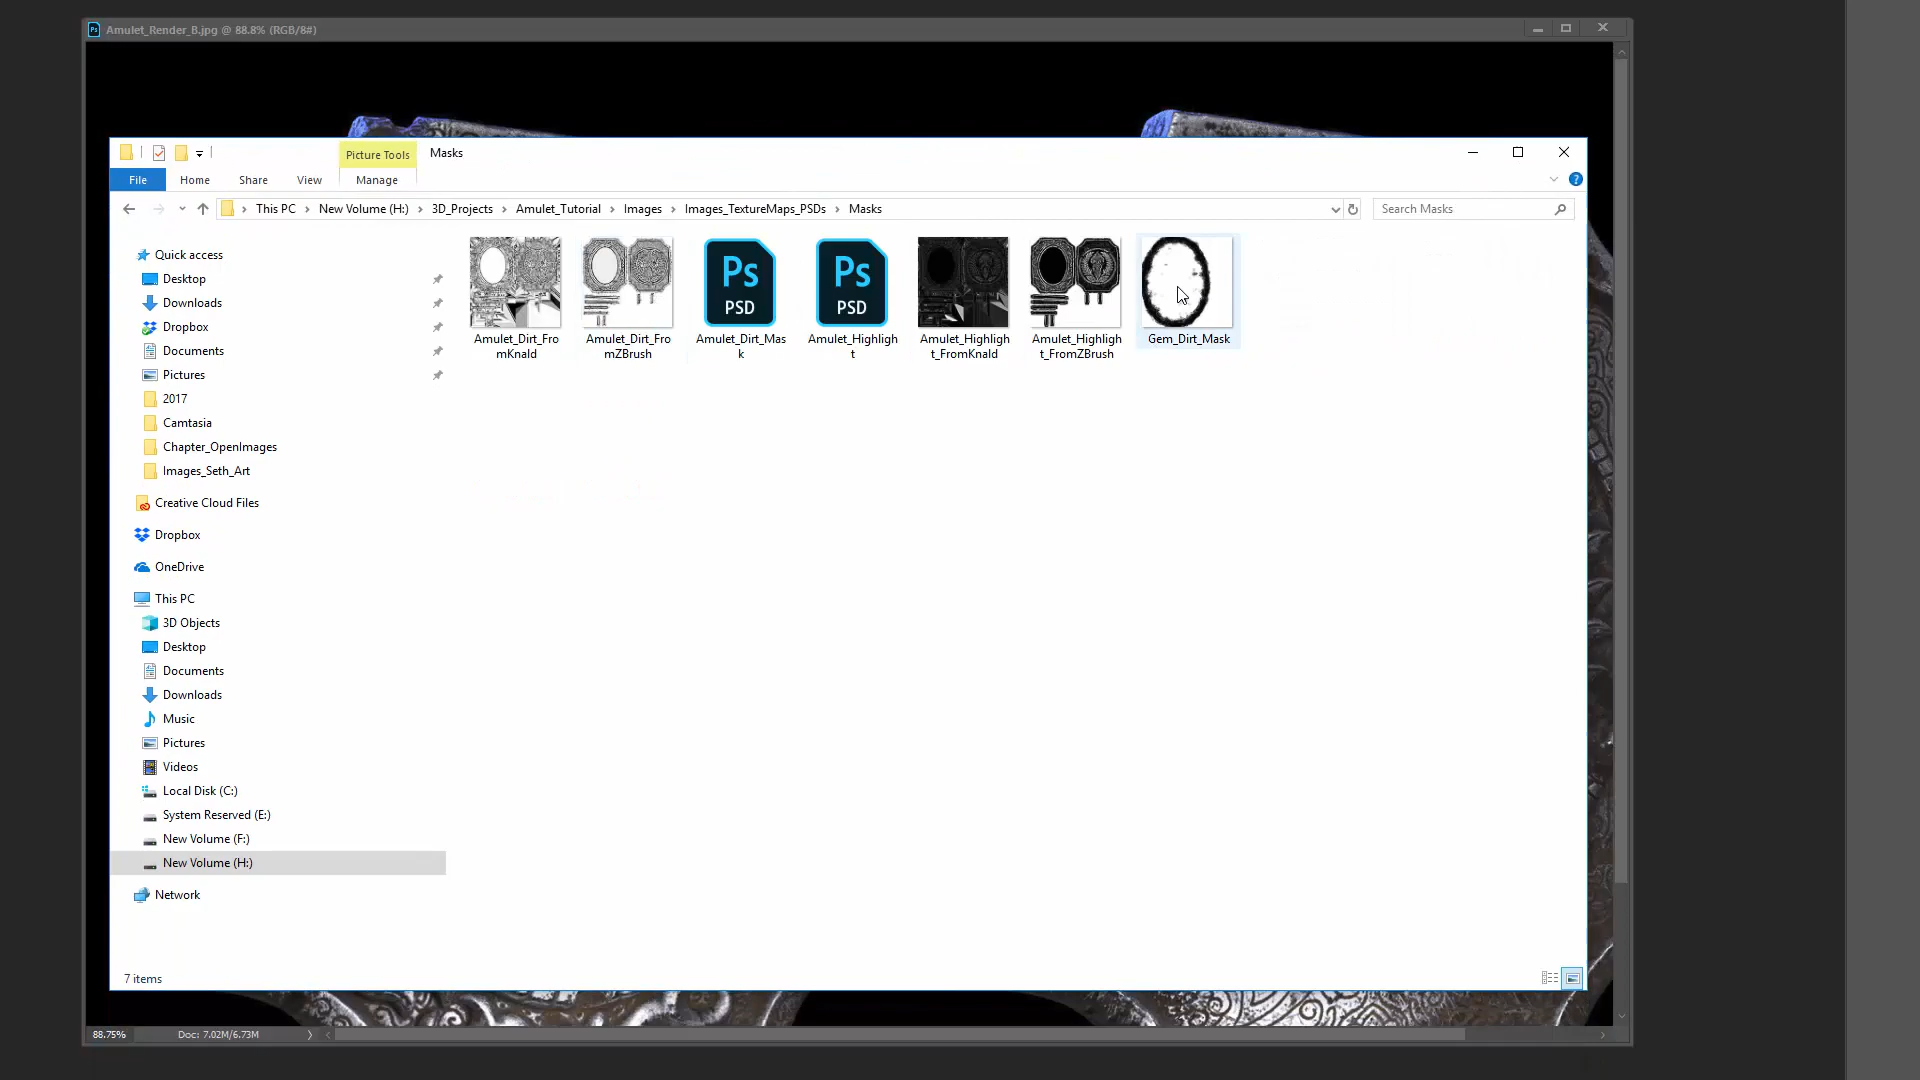 Ps Amulet_Render_B.jpg @ 88.8% (RGB/8#)
Picture Tools Masks
File Home Share View Manage
This PC New Volume (H:) 3D_Projects Amulet_Tutorial Images Images_TextureMaps_PSDs Masks Search Masks
Quick access
Desktop
Downloads
Dropbox
Documents
Pictures
2017
Camtasia
Chapter_OpenImages
Images_Seth_Art
Creative Cloud Files
Dropbox
OneDrive
This PC
3D Objects
Desktop
Documents
Downloads
Music
Pictures
Videos
Local Disk (C:)
System Reserved (E:)
New Volume (F:)
New Volume (H:)
Network
Amulet_Dirt_Fro
mKnald
Amulet_Dirt_Fro
mZBrush
Ps
PSD
Amulet_Dirt_Mas
k
Ps
PSD
Amulet_Highligh
t
Amulet_Highligh
t_FromKnald
Amulet_Highligh
t_FromZBrush
Gem_Dirt_Mask
7 items
88.75% Doc: 7.02M/6.73M